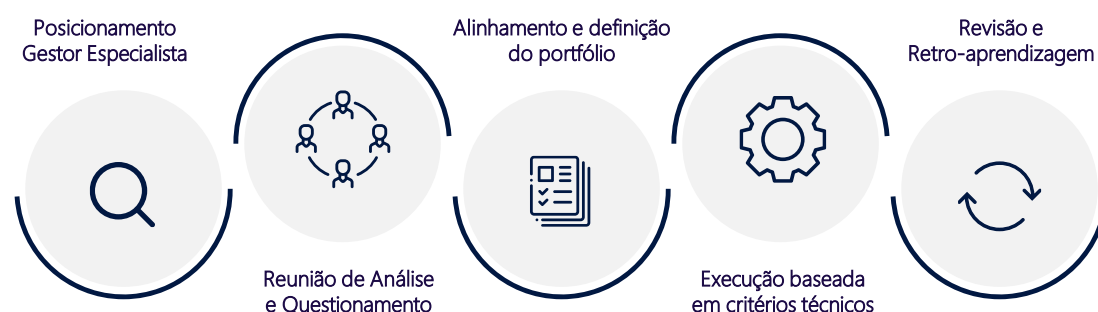 Posicionamento
Gestor Especialista
Reunião de Análise
e Questionamento
Alinhamento e definição
do portfólio
Execução baseada
em critérios técnicos
Revisão e
Retro-aprendizagem